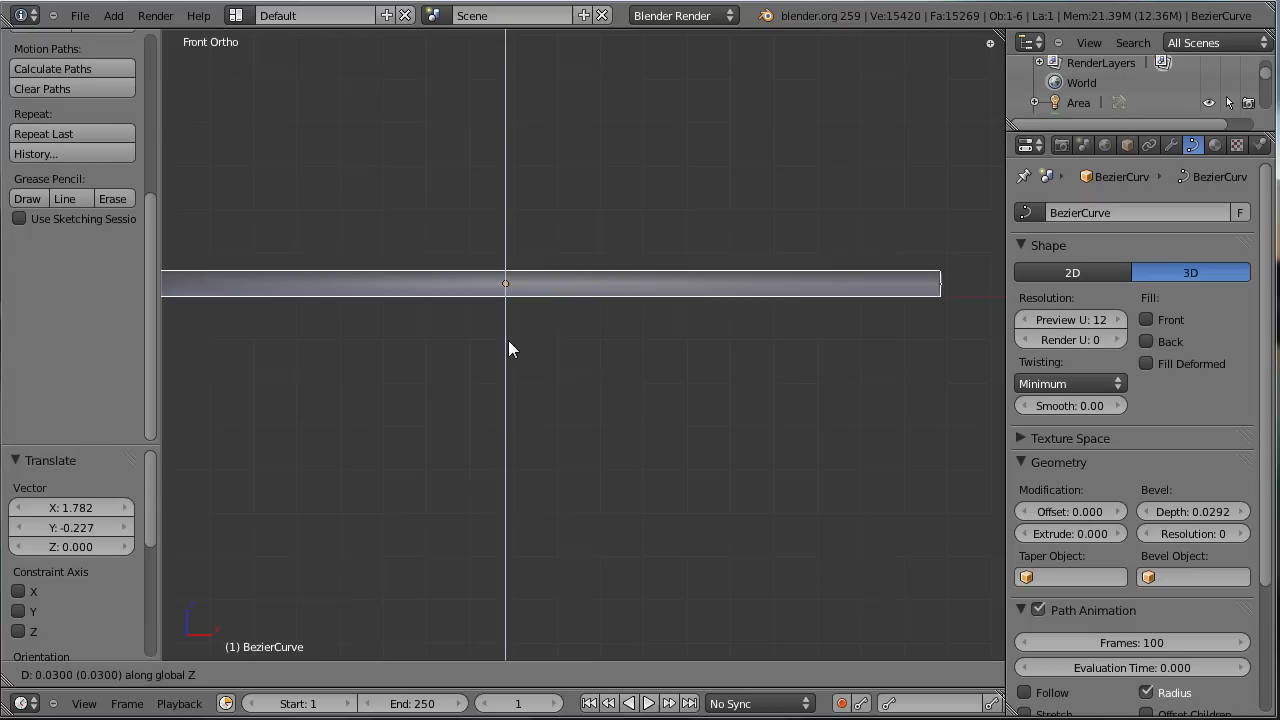 File Add Render Help Default Scene Blender Render blender.org 259 | Ve:15420 | Fa:15269 | Ob:1-6 | La:1 | Mem:21.39M (12.36M) | BezierCurve
Motion Paths:
Calculate Paths
Clear Paths
Repeat:
Repeat Last
History...
Grease Pencil:
Draw Line Erase
Use Sketching Sessio
Translate
Vector
X: 1.782
Y: -0.227
Z: 0.000
Constraint Axis
X
Y
Z
Orientation
Front Ortho
(1) BezierCurve
D: 0.0300 (0.0300) along global Z
View Search All Scenes
RenderLayers |
World
Area |
BezierCurv BezierCurv
BezierCurve F
Shape
2D 3D
Resolution: Fill:
Preview U: 12 Front
Render U: 0 Back
Twisting: Fill Deformed
Minimum
Smooth: 0.00
Texture Space
Geometry
Modification: Bevel:
Offset: 0.000 Depth: 0.0292
Extrude: 0.000 Resolution: 0
Taper Object: Bevel Object:
Path Animation
Frames: 100
Evaluation Time: 0.000
Follow Radius
Stretch Offset Children
View Frame Playback Start: 1 End: 250 1 No Sync